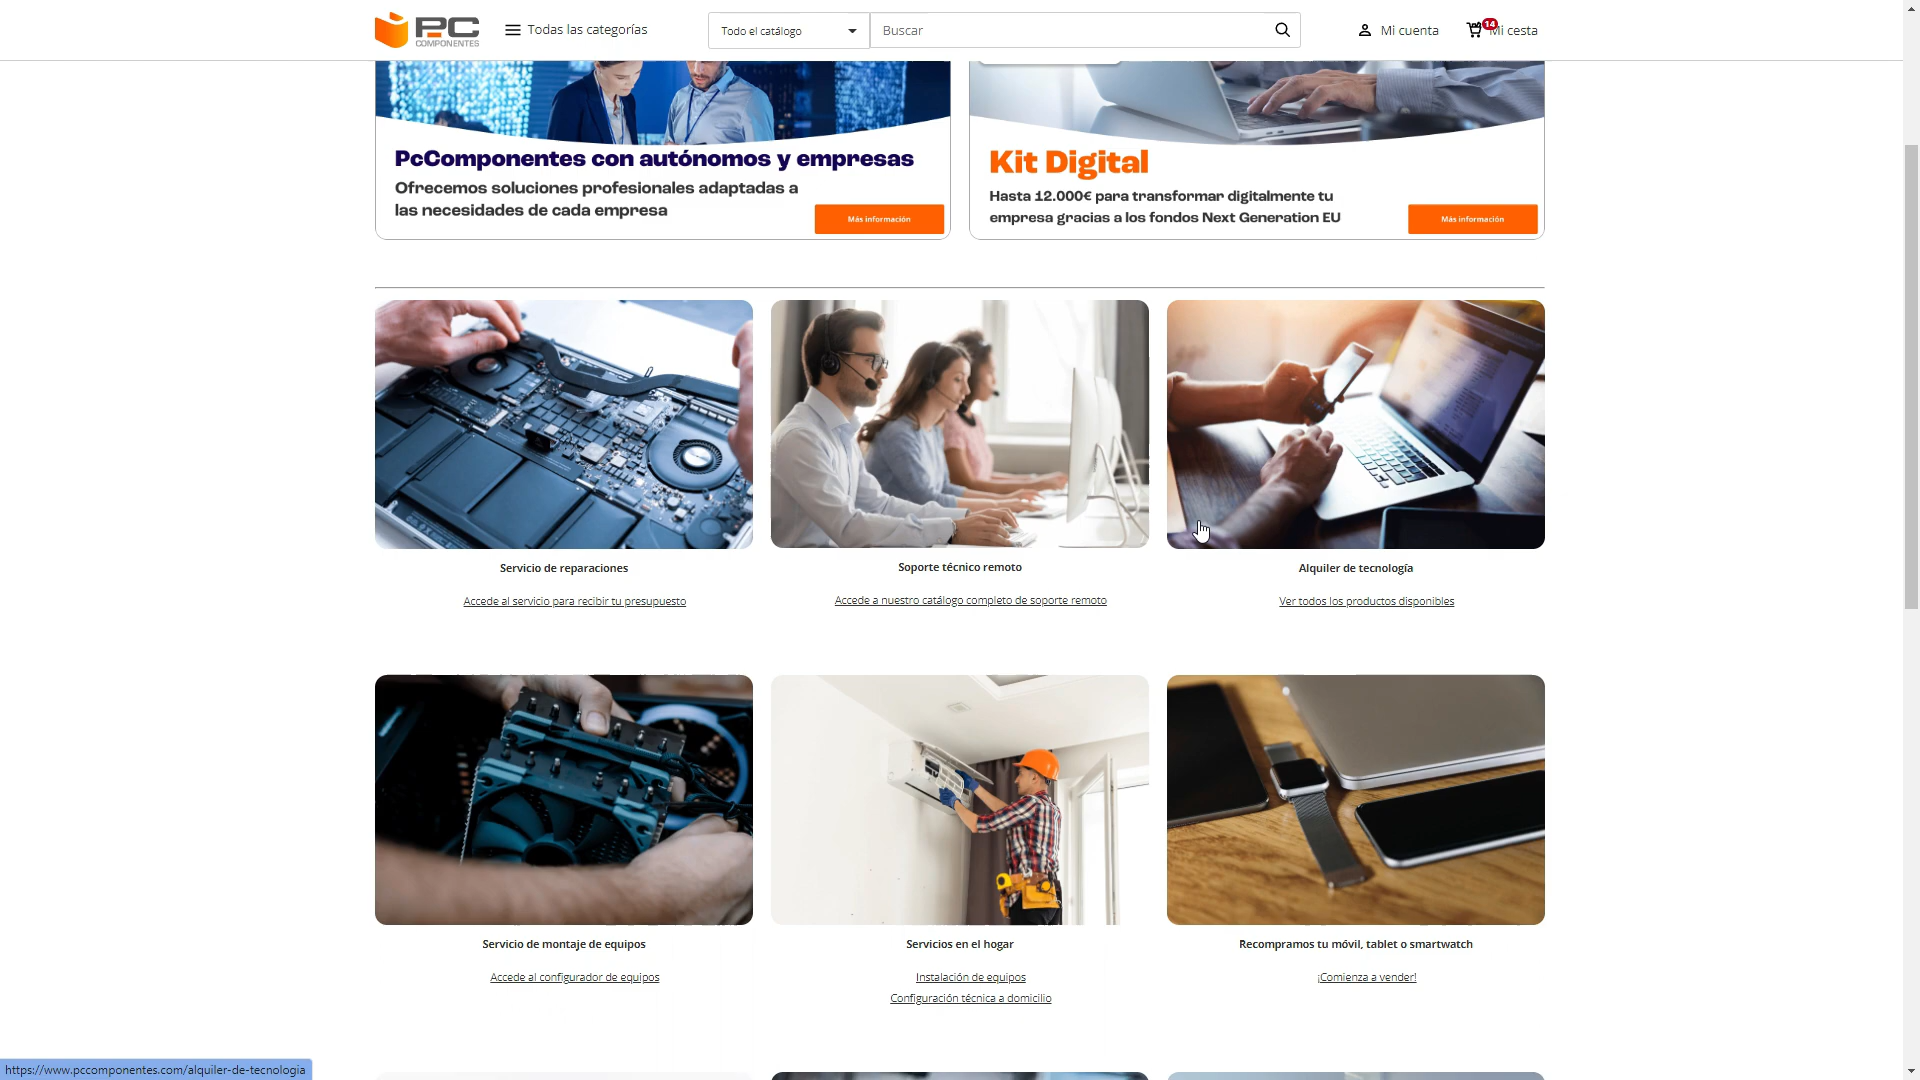 PC
COMPONENTES
Todas las categorías
Todo el catálogo
Buscar
Mi cuenta
14
Mi cesta
PcComponentes con autónomos y empresas
Ofrecemos soluciones profesionales adaptadas a
las necesidades de cada empresa
Más información
Kit Digital
Hasta 12.000€ para transformar digitalmente tu
empresa gracias a los fondos Next Generation EU
Más información
Servicio de reparaciones
Accede al servicio para recibir tu presupuesto
Soporte técnico remoto
Accede a nuestro catálogo completo de soporte remoto
Alquiler de tecnología
Ver todos los productos disponibles
Servicio de montaje de equipos
Accede al configurador de equipos
Servicios en el hogar
Instalación de equipos
Configuración técnica a domicilio
Recompramos tu móvil, tablet o smartwatch
¡Comienza a vender!
https://www.pccomponentes.com/alquiler-de-tecnologia